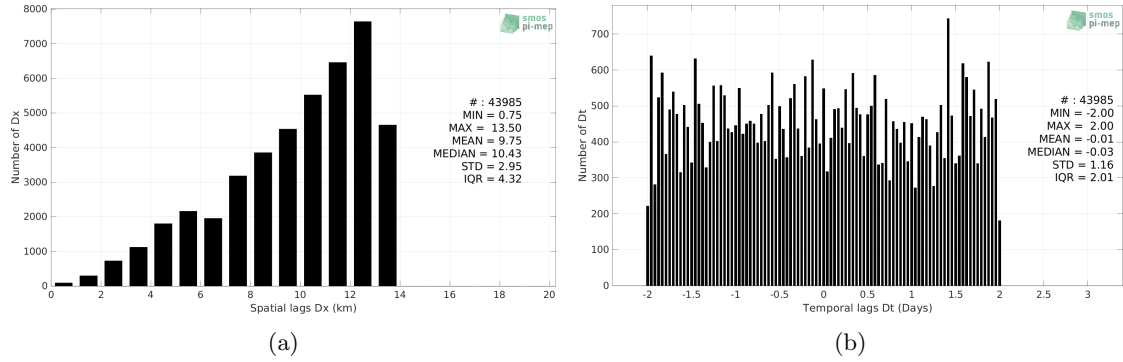 8000
7000
6000
5000
4000
3000
2000
1000
0
Number of Dx
0 2 4 6 8 10 12 14 16 18 20
Spatial lags Dx (km)
smos
pi-mep
# : 43985
MIN = 0.75
MAX = 13.50
MEAN = 9.75
MEDIAN = 10.43
STD = 2.95
IQR = 4.32
(a)
700
600
500
400
300
200
100
0
Number of Dt
-2 -1.5 -1 -0.5 0 0.5 1 1.5 2 2.5 3
Temporal lags Dt (Days)
smos
pi-mep
# : 43985
MIN = -2.00
MAX = 2.00
MEAN = -0.01
MEDIAN = -0.03
STD = 1.16
IQR = 2.01
(b)